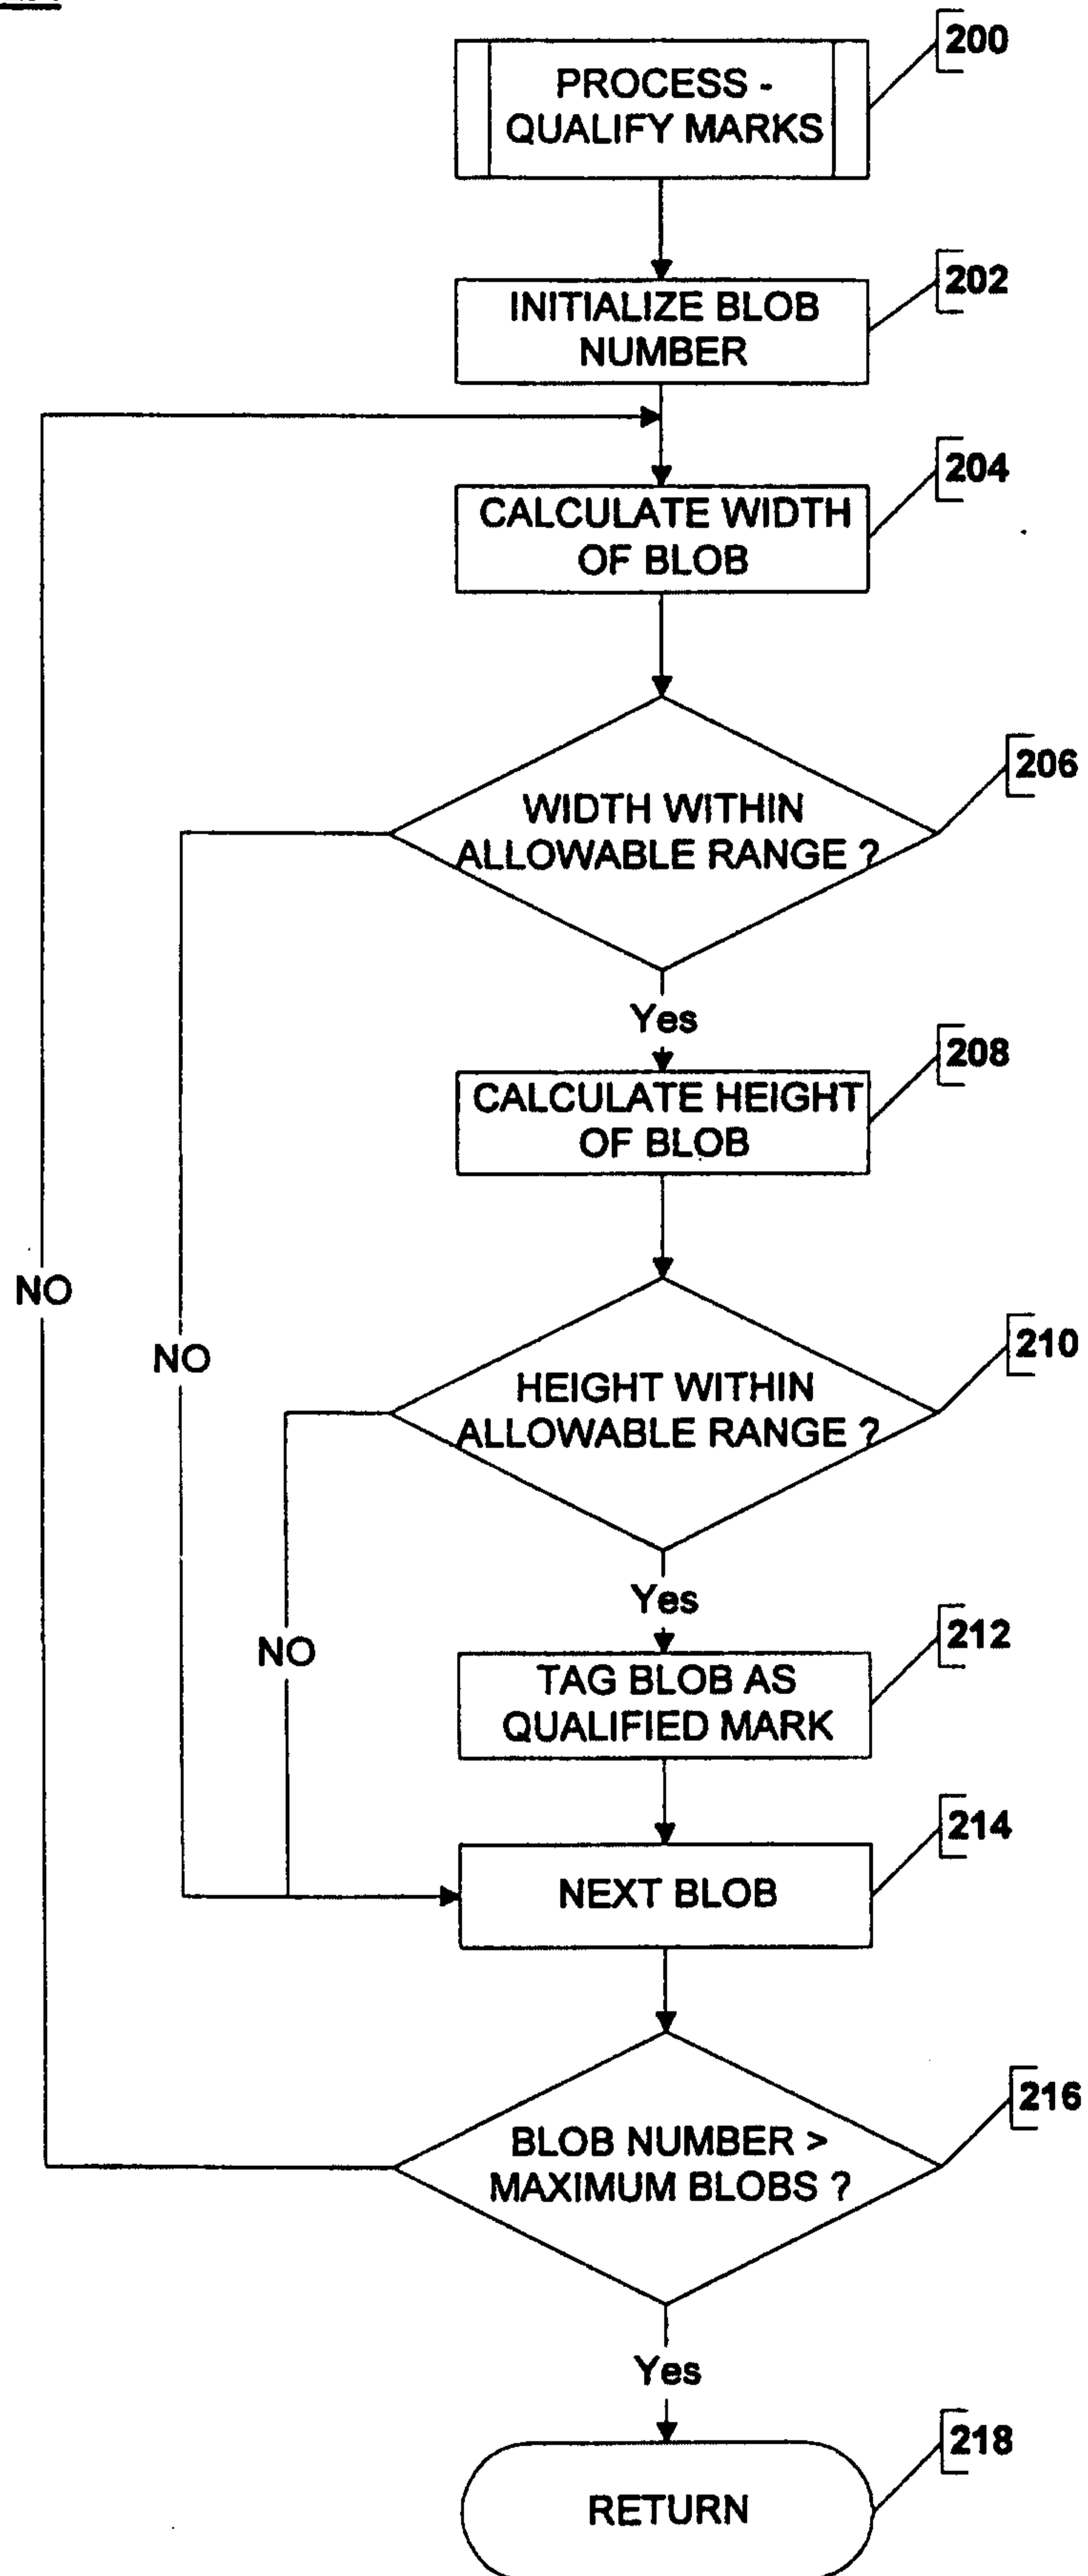 PROCESS -
QUALIFY MARKS
200
INITIALIZE BLOB
NUMBER
202
CALCULATE WIDTH
OF BLOB
204
WIDTH WITHIN
ALLOWABLE RANGE ?
206
Yes
CALCULATE HEIGHT
OF BLOB
208
NO
NO
HEIGHT WITHIN
ALLOWABLE RANGE ?
210
Yes
NO
TAG BLOB AS
QUALIFIED MARK
212
NEXT BLOB
214
BLOB NUMBER >
MAXIMUM BLOBS ?
216
Yes
RETURN
218